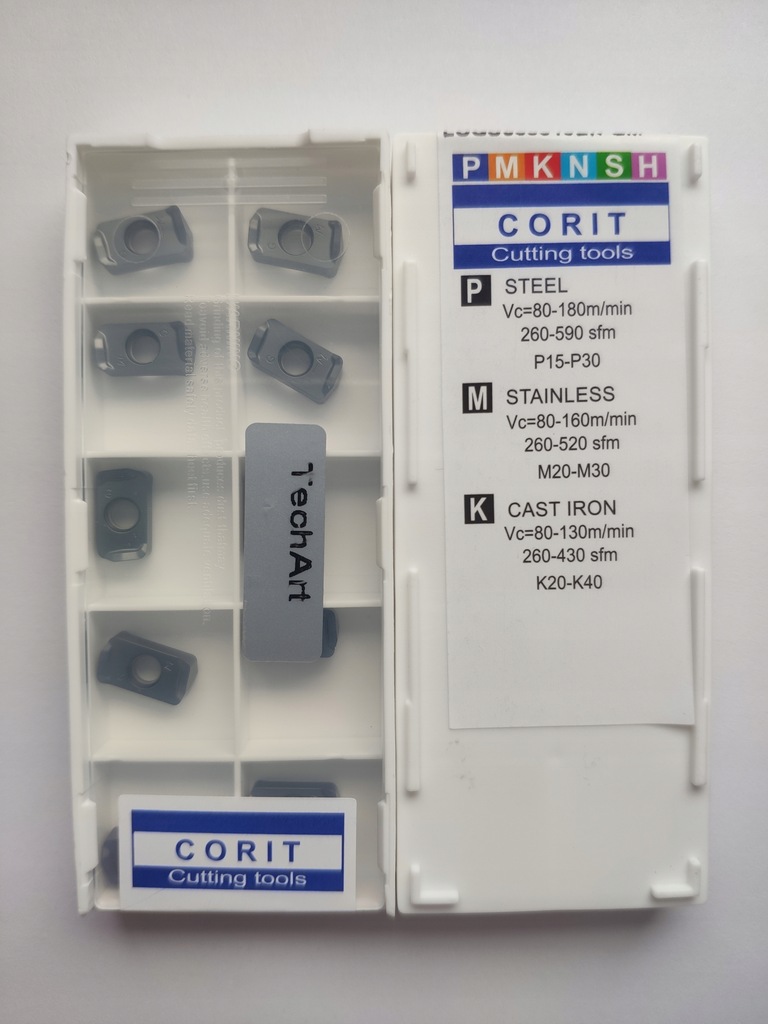 PMKNSH
CORIT
Cutting tools
P STEEL
Vc=80-180m/min
260-590 sfm
P15-P30
M STAINLESS
Vc=80-160m/min
260-520 sfm
M20-M30
K CAST IRON
Vc=80-130m/min
260-430 sfm
K20-K40
TechArt
CORIT
Cutting tools